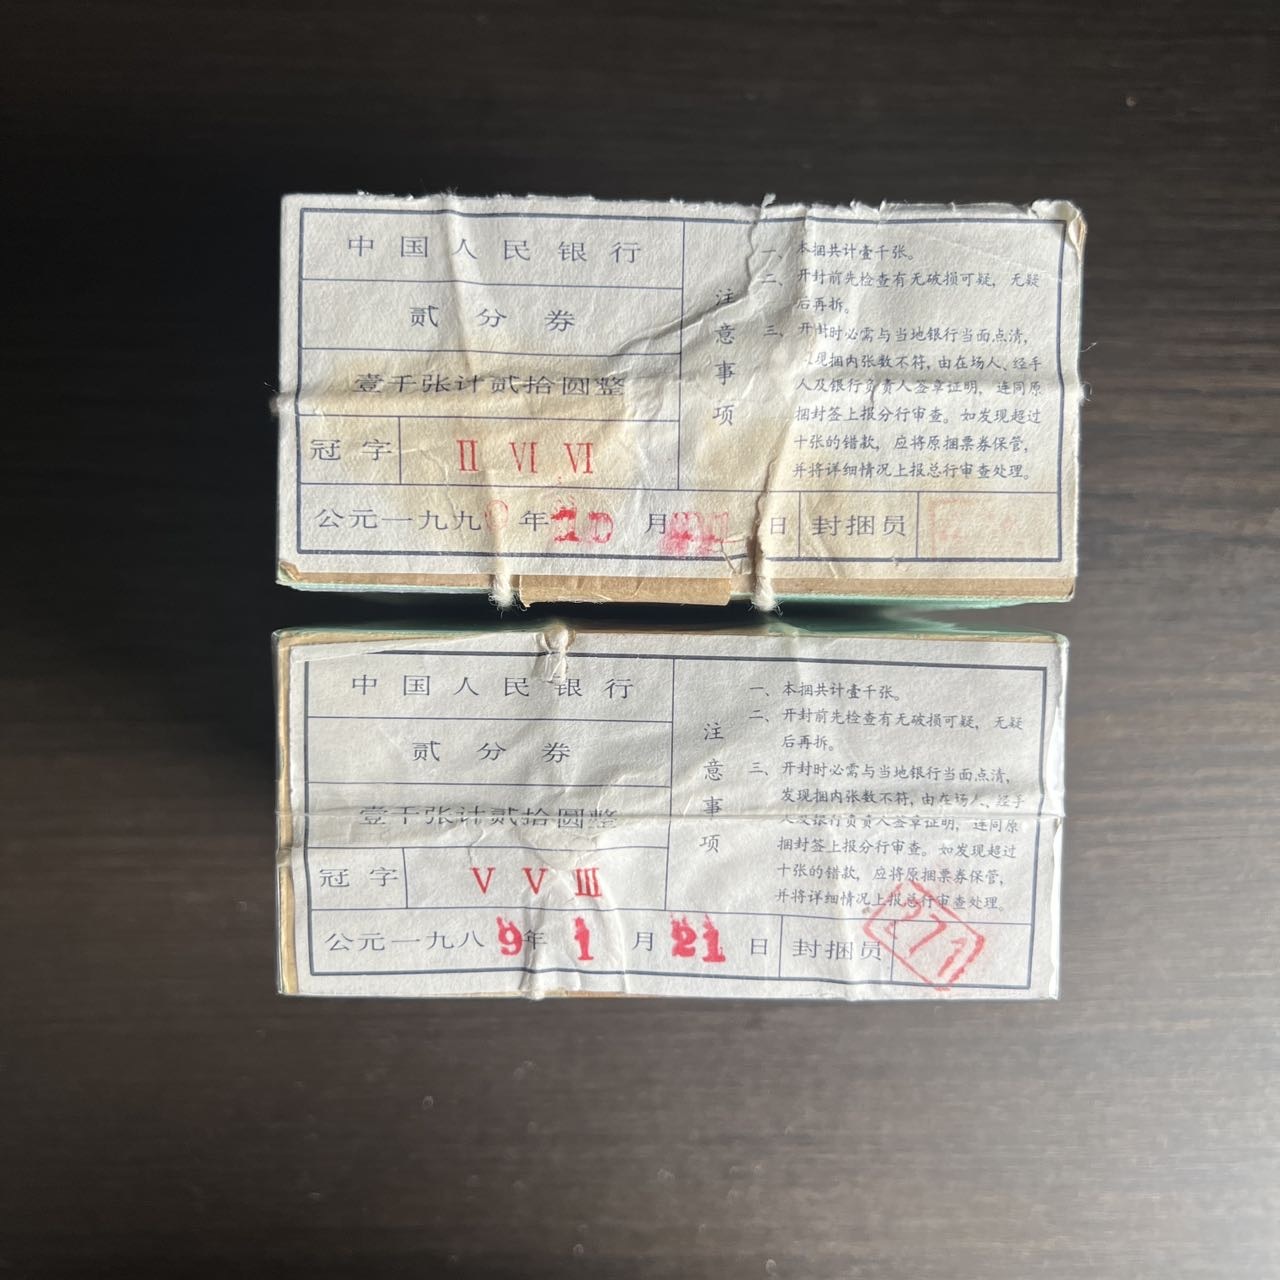 中国人民银行
贰分券
壹千张计贰拾圆整
冠字 II VI VI
公元一九九0年10月 日 封捆员
注意事项
一、本捆共计壹千张。
二、开封前先检查有无破损可疑，无疑
后再拆。
三、开封时必需与当地银行当面点清，
现捆内张数不符，由在场人、经手
人及银行负责人签章证明，连同原
捆封签上报分行审查。如发现超过
十张的错款，应将原捆票券保管，
并将详细情况上报总行审查处理。
中国人民银行
贰分券
壹千张计贰拾圆整
冠字 V V III
公元一九八9年1月21日 封捆员 271
注意事项
一、本捆共计壹千张。
二、开封前先检查有无破损可疑，无疑
后再拆。
三、开封时必需与当地银行当面点清，
发现捆内张数不符，由在场人、经手
人及银行负责人签章证明，连同原
捆封签上报分行审查。如发现超过
十张的错款，应将原捆票券保管，
并将详细情况上报总行审查处理。